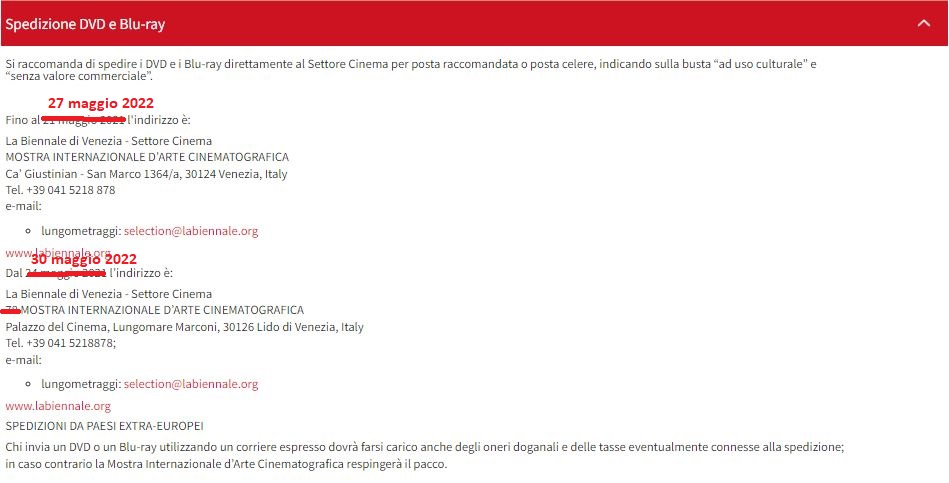 Spedizione DVD e Blu-ray
Si raccomanda di spedire i DVD e i Blu-ray direttamente al Settore Cinema per posta raccomandata o posta celere, indicando sulla busta “ad uso culturale” e
“senza valore commerciale”.
27 maggio 2022
Fino al 21 maggio 2021 l'indirizzo è:
La Biennale di Venezia - Settore Cinema
MOSTRA INTERNAZIONALE D’ARTE CINEMATOGRAFICA
Ca’ Giustinian - San Marco 1364/a, 30124 Venezia, Italy
Tel. +39 041 5218 878
e-mail:
lungometraggi: selection@labiennale.org
www.labiennale.org
30 maggio 2022
Dal 24 maggio 2021 l’indirizzo è:
La Biennale di Venezia - Settore Cinema
MOSTRA INTERNAZIONALE D’ARTE CINEMATOGRAFICA
Palazzo del Cinema, Lungomare Marconi, 30126 Lido di Venezia, Italy
Tel. +39 041 5218878;
e-mail:
lungometraggi: selection@labiennale.org
www.labiennale.org
SPEDIZIONI DA PAESI EXTRA-EUROPEI
Chi invia un DVD o un Blu-ray utilizzando un corriere espresso dovrà farsi carico anche degli oneri doganali e delle tasse eventualmente connesse alla spedizione;
in caso contrario la Mostra Internazionale d’Arte Cinematografica respingerà il pacco.